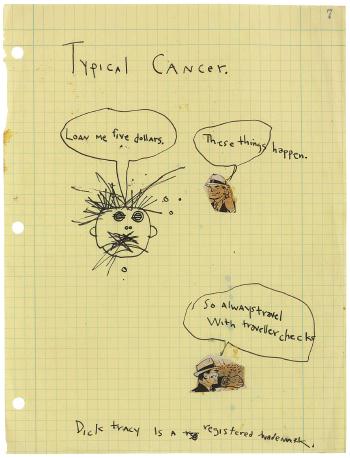 7
Typical Cancer.
Loan me five dollars.
These things happen.
So always travel
With traveller checks
Dick tracy Is a reg registered trademark.